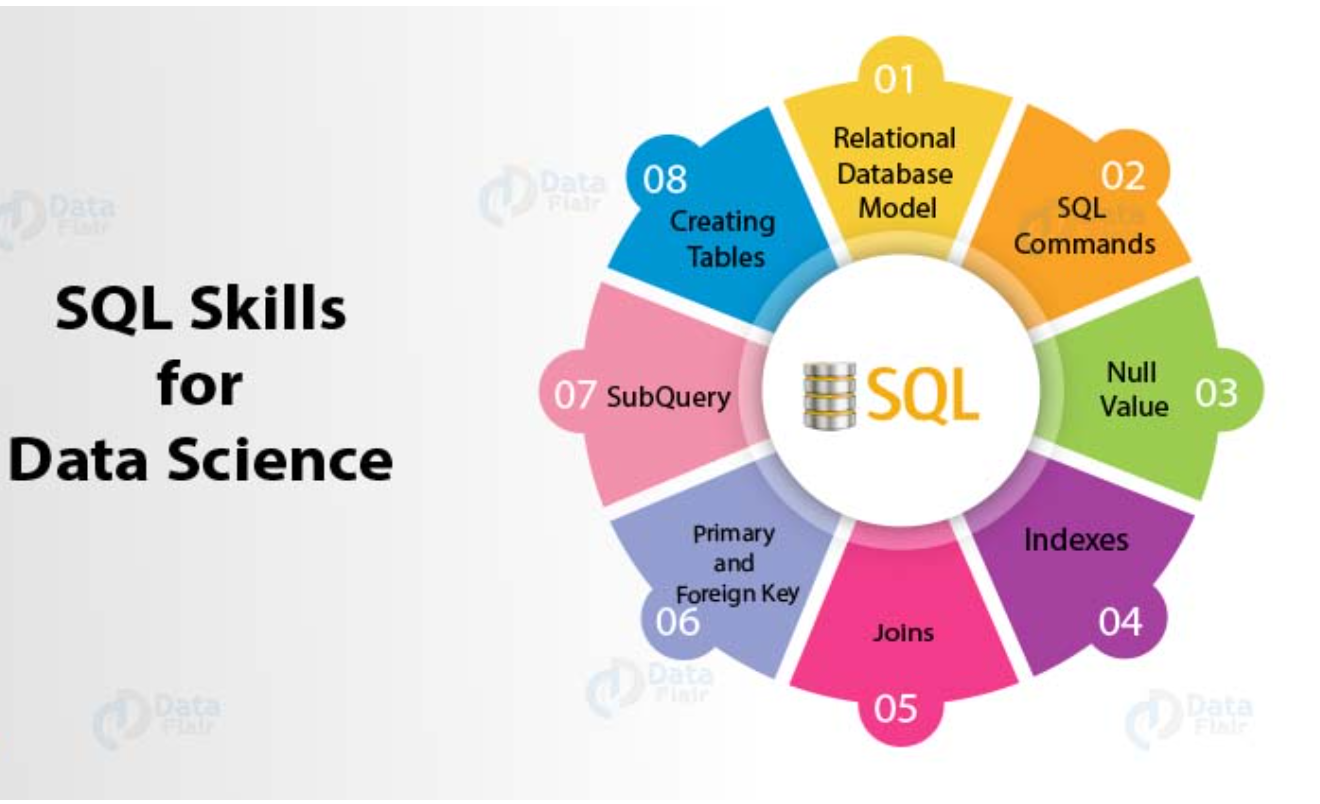 SQL Skills
for
Data Science
01
Relational
Database
Model
02
SQL
Commands
Null
Value
03
Indexes
04
Joins
05
Primary
and
Foreign Key
06
07 SubQuery
08
Creating
Tables
SQL
Data
Flair
Data
Flair
Data
Flair
Data
Flair
Data
Flair